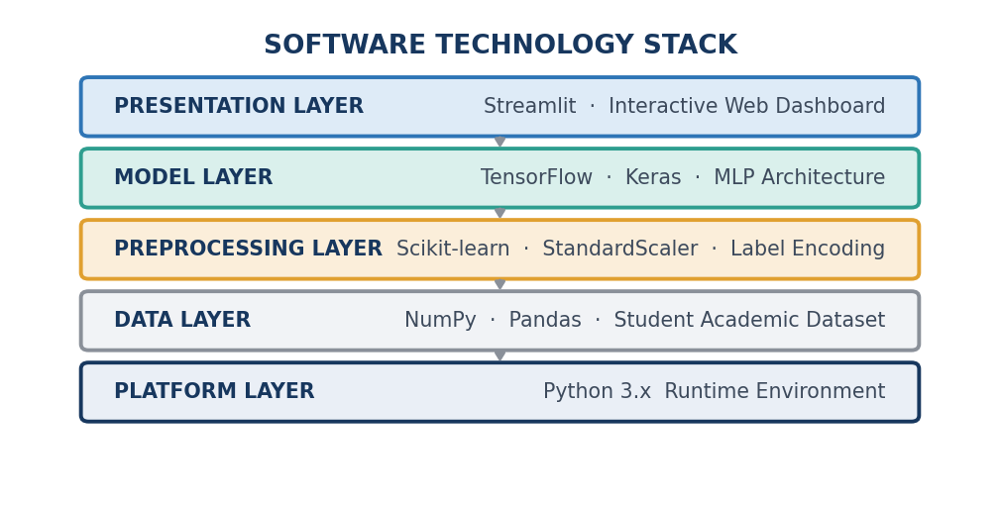 SOFTWARE TECHNOLOGY STACK
PRESENTATION LAYER Streamlit · Interactive Web Dashboard
MODEL LAYER TensorFlow · Keras · MLP Architecture
PREPROCESSING LAYER Scikit-learn · StandardScaler · Label Encoding
DATA LAYER NumPy · Pandas · Student Academic Dataset
PLATFORM LAYER Python 3.x Runtime Environment